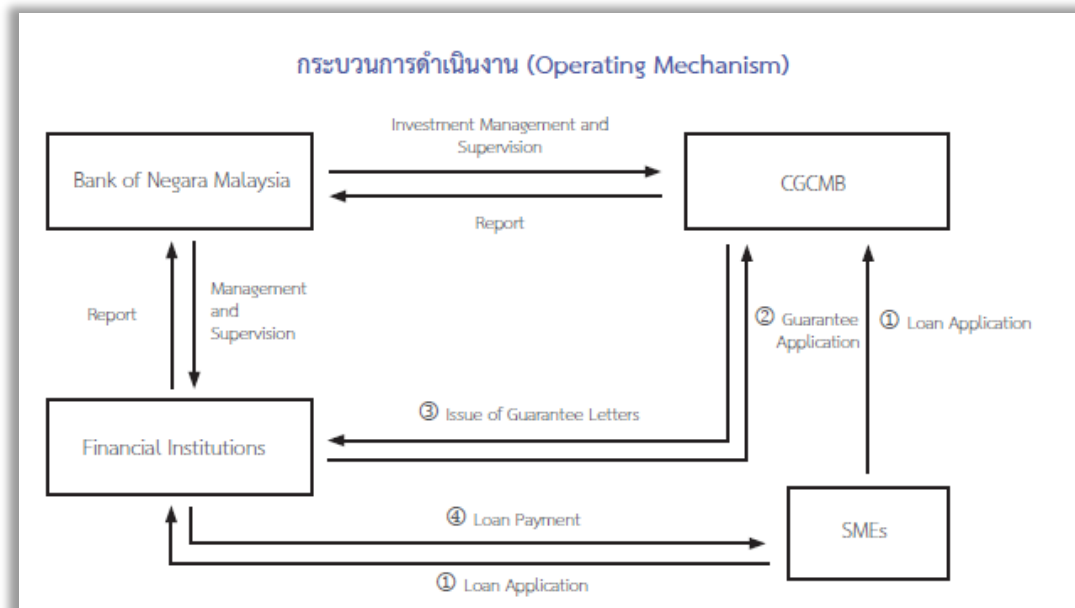 กระบวนการดำเนินงาน (Operating Mechanism)
Investment Management and
Supervision
Bank of Negara Malaysia
CGCMB
Report
Report
Management
and
Supervision
② Guarantee
Application
① Loan Application
③ Issue of Guarantee Letters
Financial Institutions
④ Loan Payment
SMEs
① Loan Application